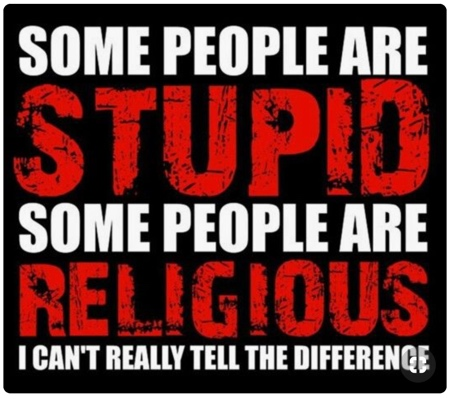 SOME PEOPLE ARE
STUPID
SOME PEOPLE ARE
RELIGIOUS
I CAN'T REALLY TELL THE DIFFERENCE